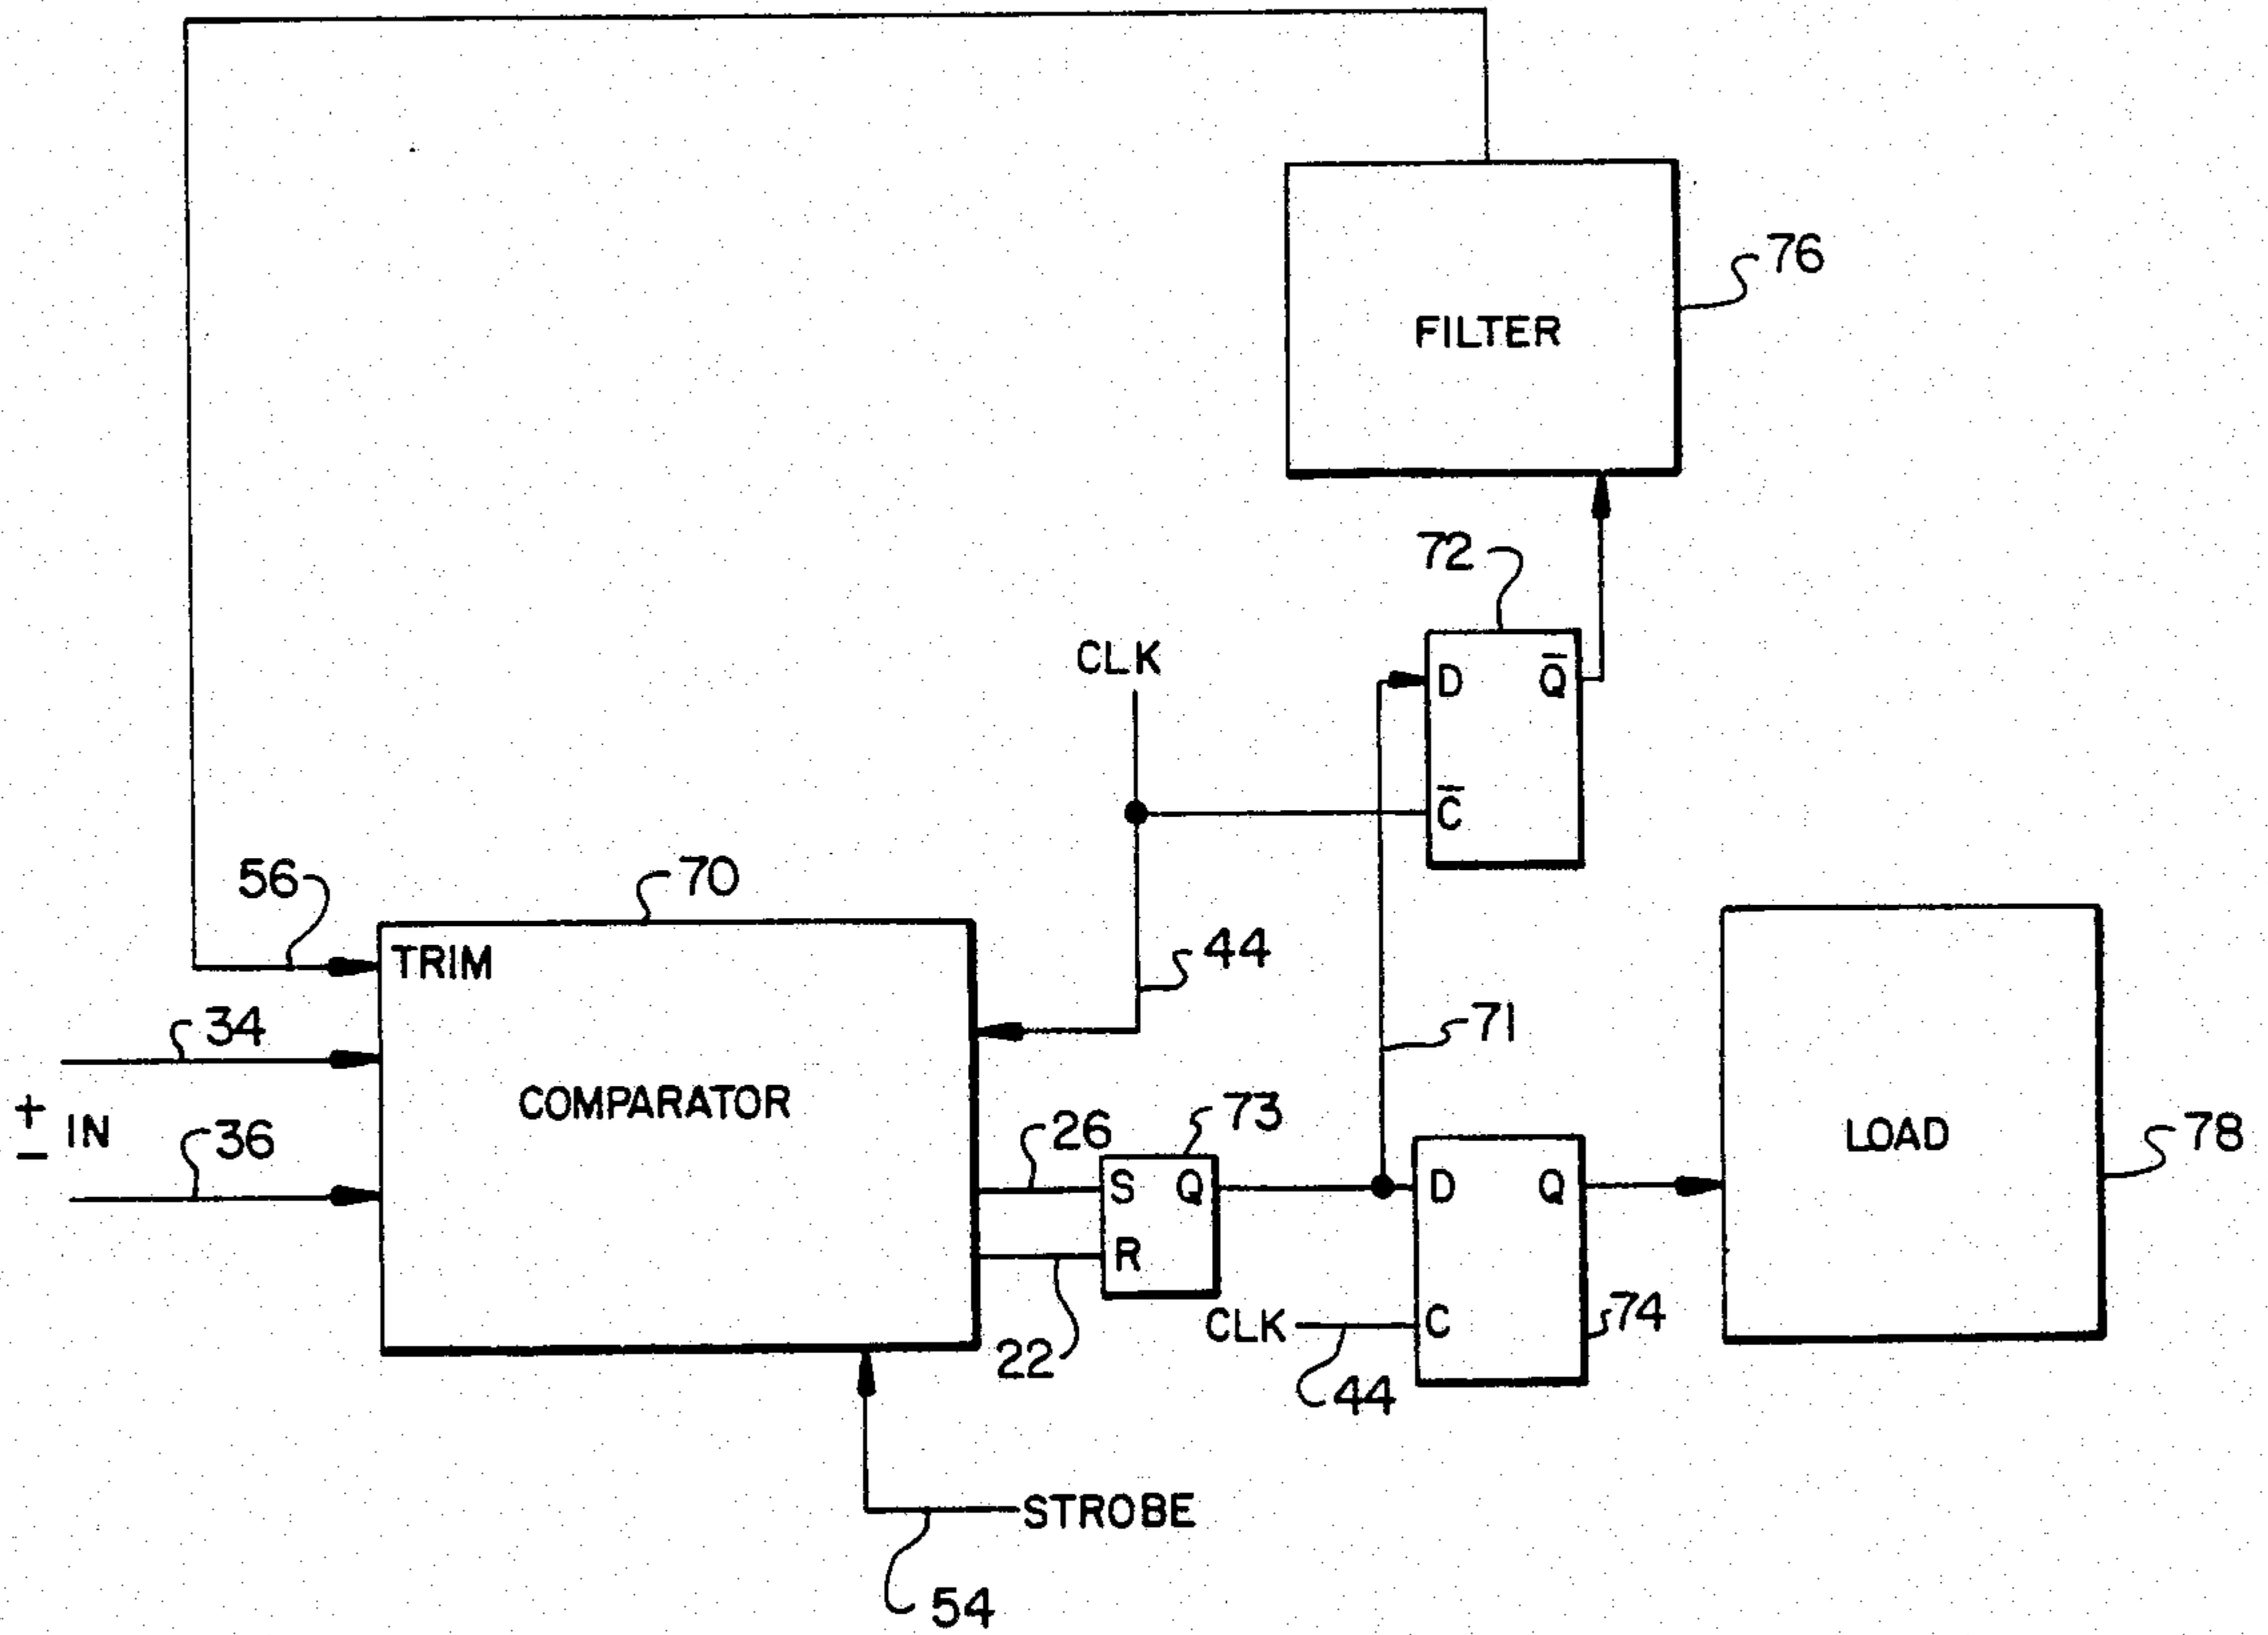 76
FILTER
72
CLK
D Q̅
C̅
56
70
TRIM
44
34
71
COMPARATOR
+
IN
−
36
26
73
LOAD
78
S Q
D Q
R
CLK
C
74
22
44
STROBE
54